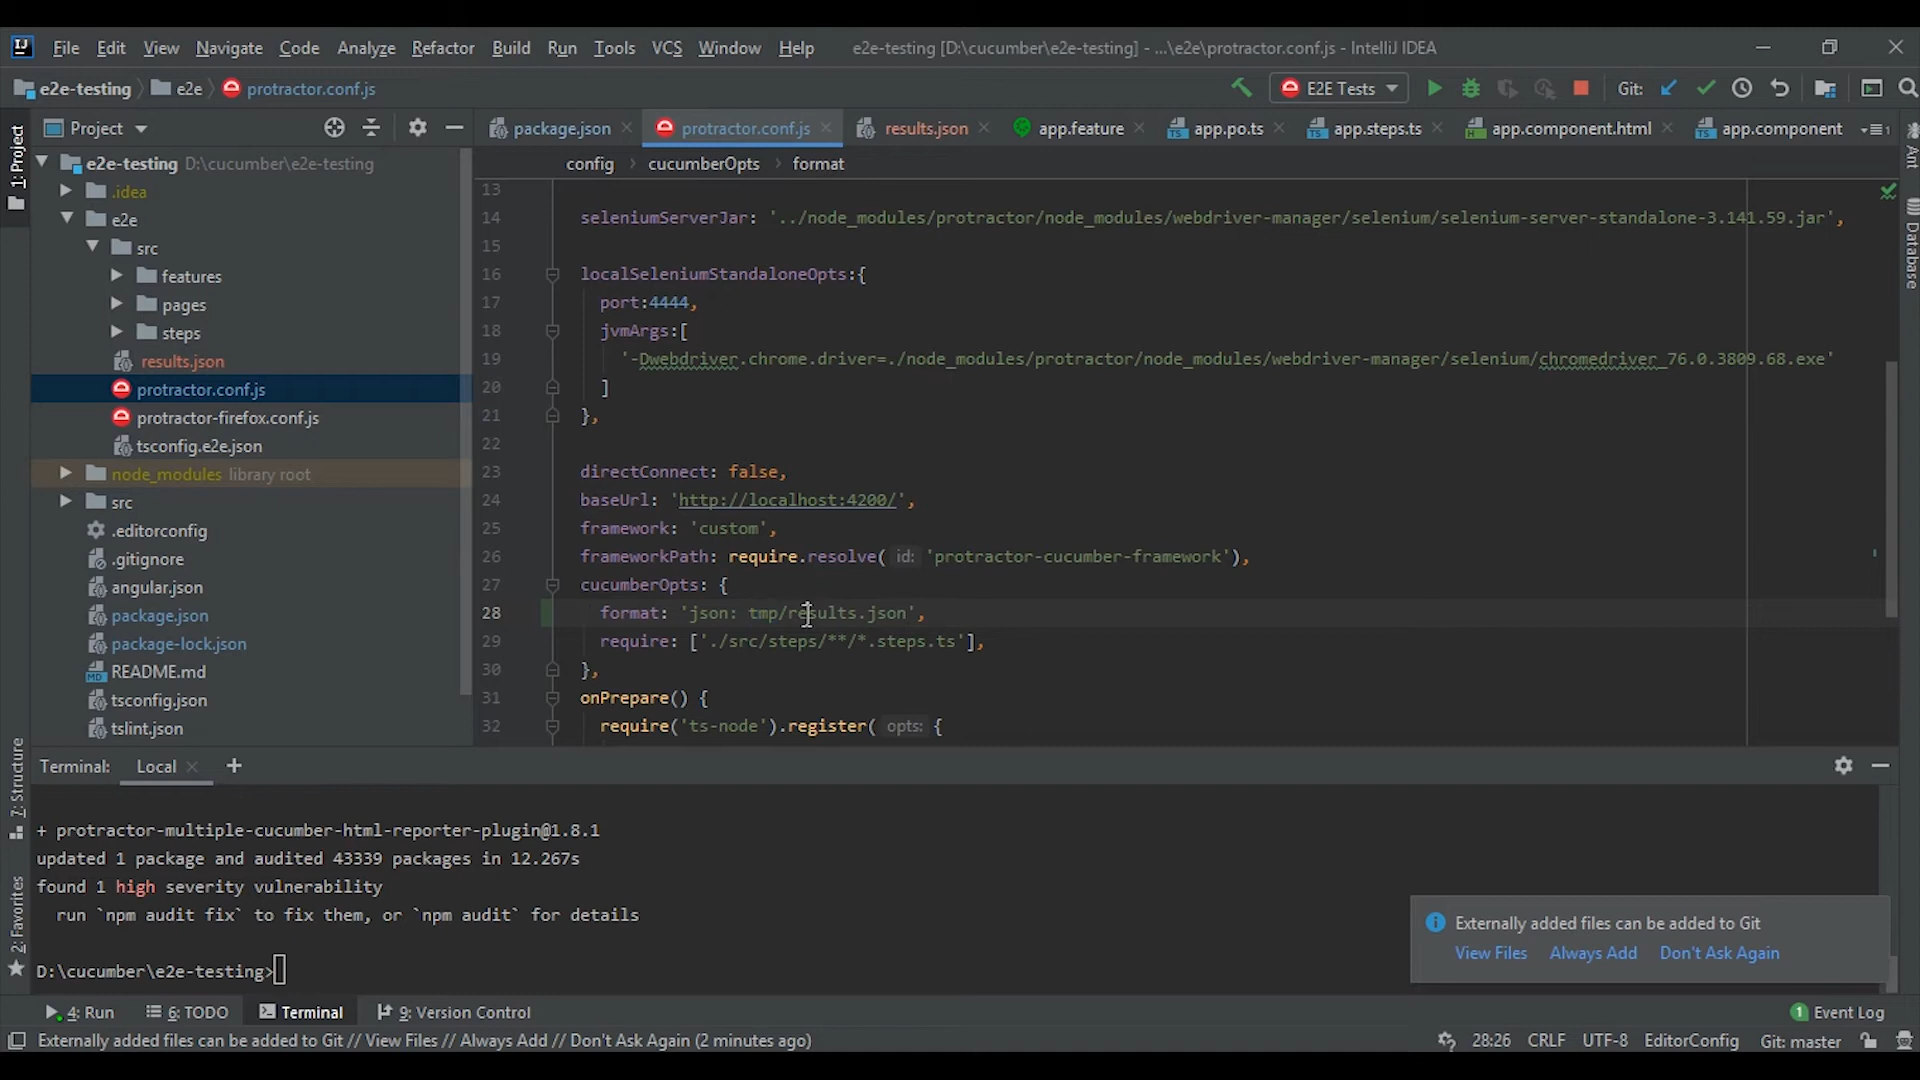 File Edit View Navigate Code Analyze Refactor Build Run Tools VCS Window Help e2e-testing [D:\cucumber\e2e-testing] - ...\e2e\protractor.conf.js - IntelliJ IDEA
e2e-testing e2e protractor.conf.js E2E Tests Git:
Project package.json protractor.conf.js results.json app.feature app.po.ts app.steps.ts app.component.html app.component
config cucumberOpts format
1: Project
e2e-testing D:\cucumber\e2e-testing
.idea
e2e
src
features
pages
steps
results.json
protractor.conf.js
protractor-firefox.conf.js
tsconfig.e2e.json
node_modules library root
src
.editorconfig
.gitignore
angular.json
package.json
package-lock.json
README.md
tsconfig.json
tslint.json
13
14 seleniumServerJar: '../node_modules/protractor/node_modules/webdriver-manager/selenium/selenium-server-standalone-3.141.59.jar',
15
16 localSeleniumStandaloneOpts:{
17 port:4444,
18 jvmArgs:[
19 '-Dwebdriver.chrome.driver=./node_modules/protractor/node_modules/webdriver-manager/selenium/chromedriver_76.0.3809.68.exe'
20 ]
21 },
22
23 directConnect: false,
24 baseUrl: 'http://localhost:4200/',
25 framework: 'custom',
26 frameworkPath: require.resolve( id: 'protractor-cucumber-framework'),
27 cucumberOpts: {
28 format: 'json: tmp/results.json',
29 require: ['./src/steps/**/*.steps.ts'],
30 },
31 onPrepare() {
32 require('ts-node').register( opts: {
Ant
Database
7: Structure
2: Favorites
Terminal: Local +
+ protractor-multiple-cucumber-html-reporter-plugin@1.8.1
updated 1 package and audited 43339 packages in 12.267s
found 1 high severity vulnerability
run `npm audit fix` to fix them, or `npm audit` for details
D:\cucumber\e2e-testing>
Externally added files can be added to Git
View Files Always Add Don't Ask Again
4: Run 6: TODO Terminal 9: Version Control 1 Event Log
Externally added files can be added to Git // View Files // Always Add // Don't Ask Again (2 minutes ago) 28:26 CRLF UTF-8 EditorConfig Git: master